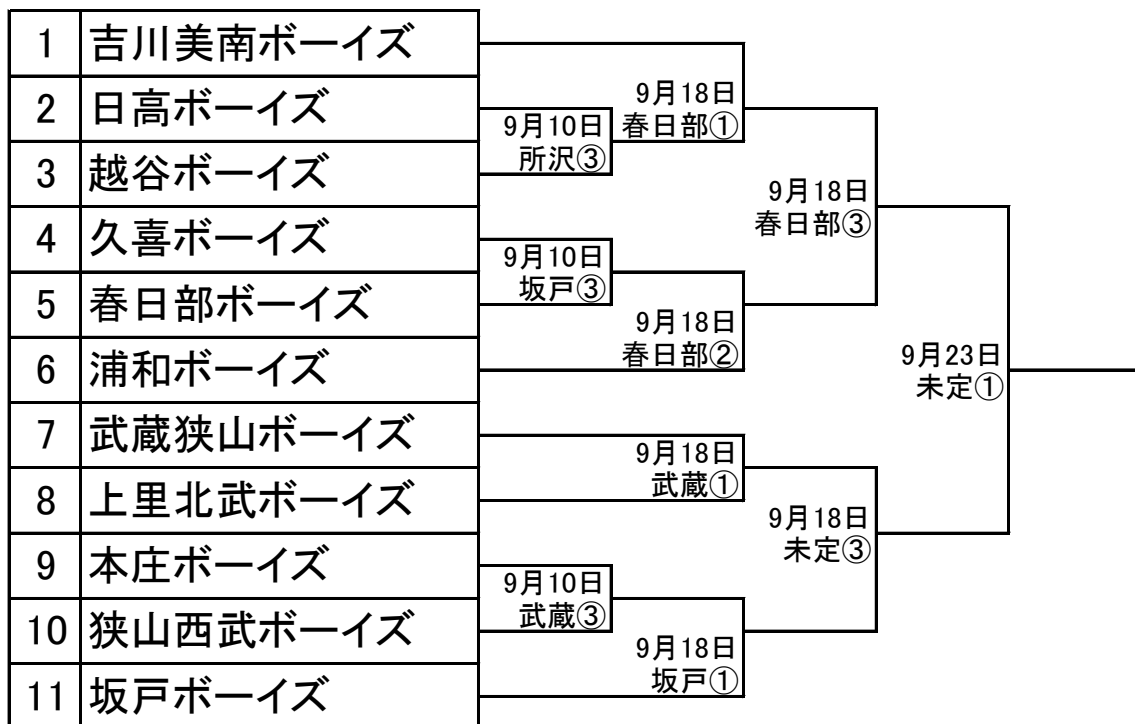 1 吉川美南ボーイズ
2 日高ボーイズ
3 越谷ボーイズ
4 久喜ボーイズ
5 春日部ボーイズ
6 浦和ボーイズ
7 武蔵狭山ボーイズ
8 上里北武ボーイズ
9 本庄ボーイズ
10 狭山西武ボーイズ
11 坂戸ボーイズ
9月10日
所沢③
9月10日
坂戸③
9月10日
武蔵③
9月18日
春日部①
9月18日
春日部②
9月18日
武蔵①
9月18日
坂戸①
9月18日
春日部③
9月18日
未定③
9月23日
未定①